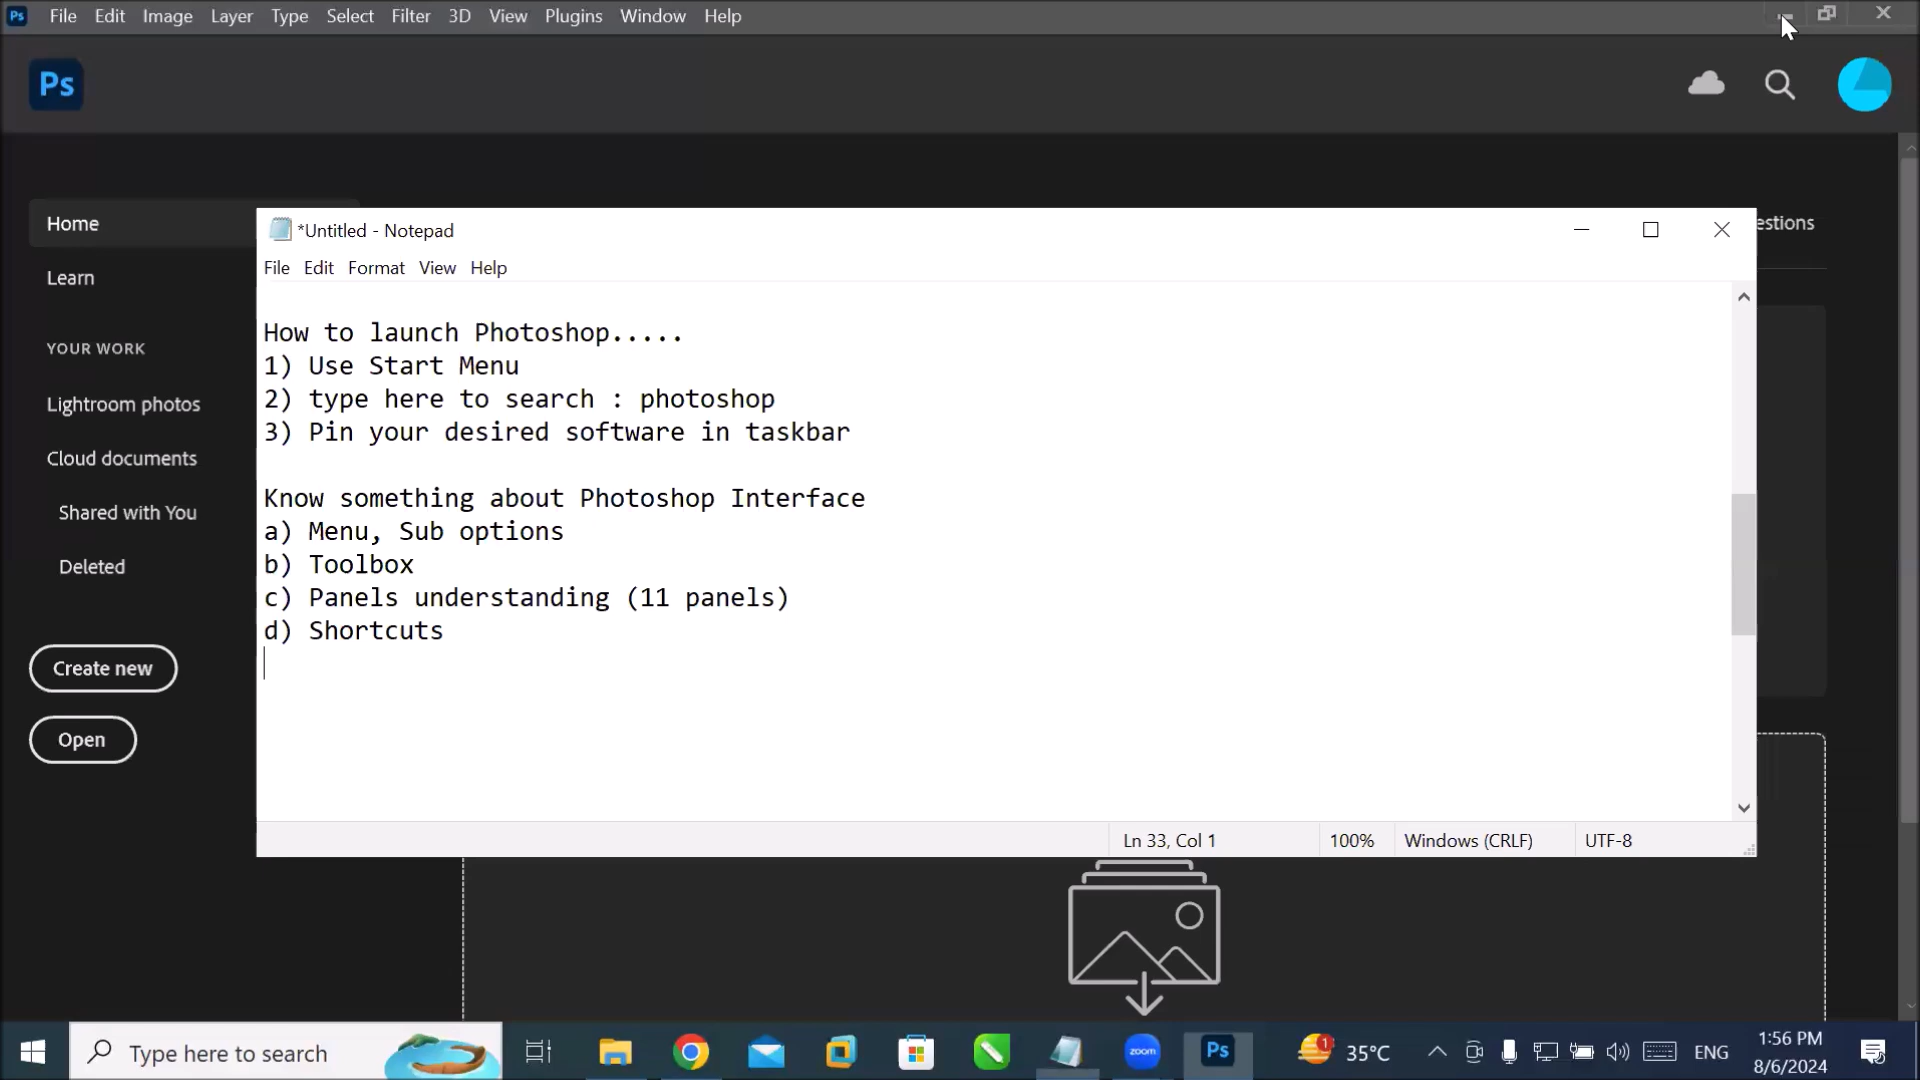 Ps File Edit Image Layer Type Select Filter 3D View Plugins Window Help
Ps
Home
estions
Learn
YOUR WORK
Lightroom photos
Cloud documents
Shared with You
Deleted
Create new
Open
*Untitled - Notepad
File Edit Format View Help
How to launch Photoshop.....
1) Use Start Menu
2) type here to search : photoshop
3) Pin your desired software in taskbar
Know something about Photoshop Interface
a) Menu, Sub options
b) Toolbox
c) Panels understanding (11 panels)
d) Shortcuts
Ln 33, Col 1 100% Windows (CRLF) UTF-8
Type here to search
zoom
Ps
1
35°C
ENG
1:56 PM
8/6/2024